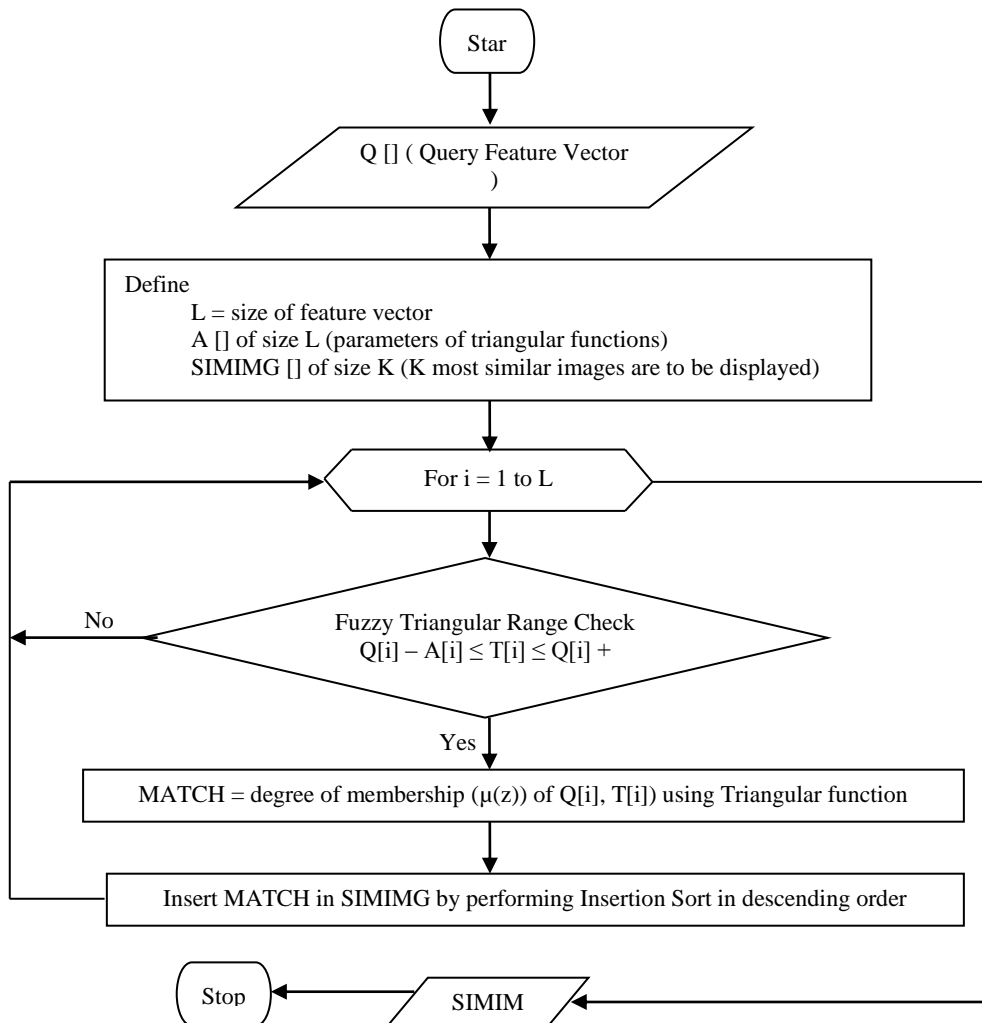 Star
Q [] ( Query Feature Vector
)
Define
L = size of feature vector
A [] of size L (parameters of triangular functions)
SIMIMG [] of size K (K most similar images are to be displayed)
For i = 1 to L
No
Fuzzy Triangular Range Check
Q[i] – A[i] ≤ T[i] ≤ Q[i] +
Yes
MATCH = degree of membership (μ(z)) of Q[i], T[i]) using Triangular function
Insert MATCH in SIMIMG by performing Insertion Sort in descending order
Stop
SIMIM